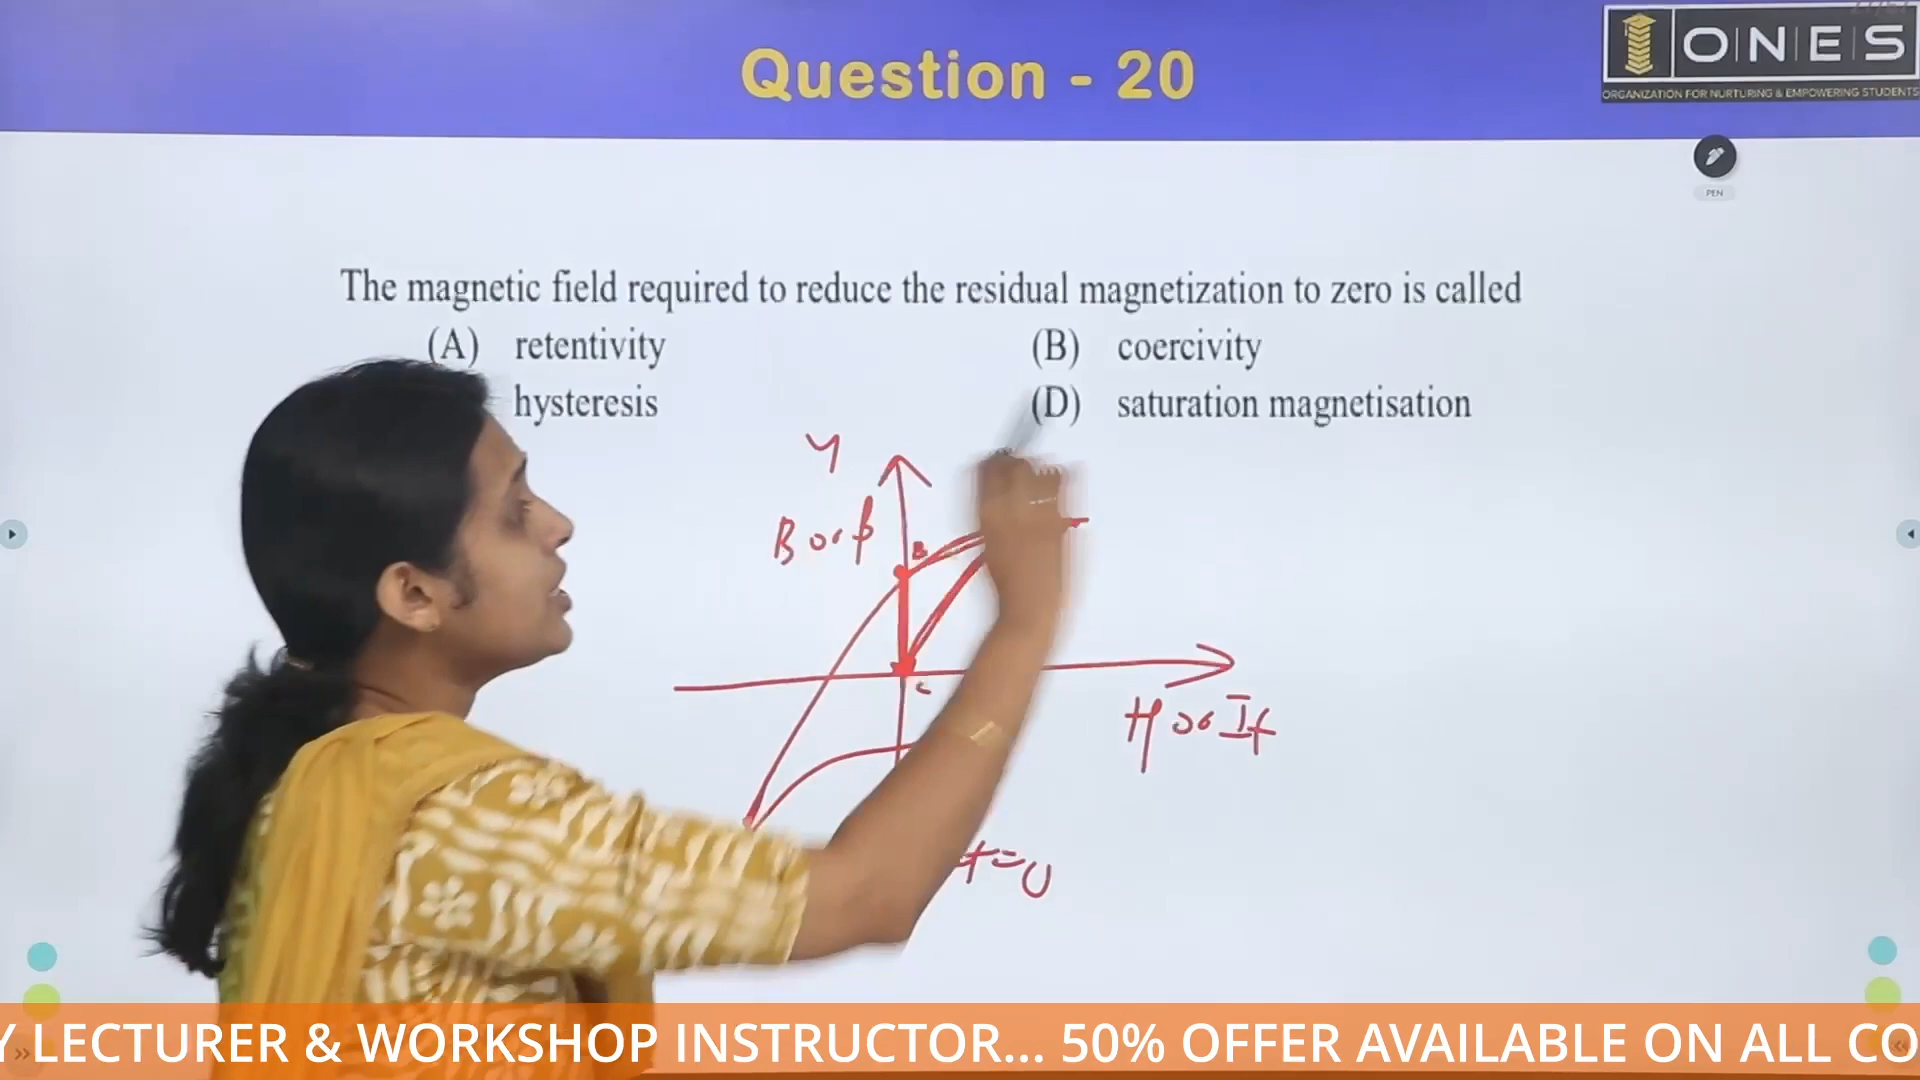 Question - 20
ONES
ORGANIZATION FOR NURTURING & EMPOWERING STUDENTS
PEN
The magnetic field required to reduce the residual magnetization to zero is called
(A) retentivity
(B) coercivity
hysteresis
(D) saturation magnetisation
Y
B or β
B
C
H or If
=0
Y LECTURER & WORKSHOP INSTRUCTOR... 50% OFFER AVAILABLE ON ALL CO